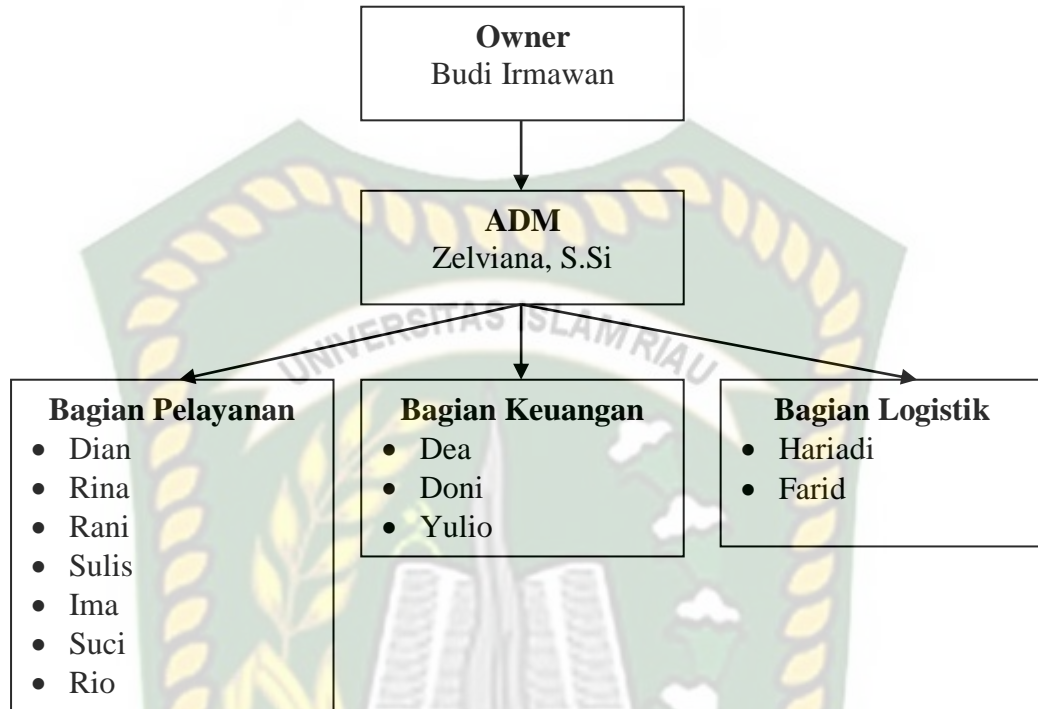 Owner
Budi Irmawan
ADM
Zelviana, S.Si
UNIVERSITAS ISLAM RIAU
Bagian Pelayanan
• Dian
• Rina
• Rani
• Sulis
• Ima
• Suci
• Rio
Bagian Keuangan
• Dea
• Doni
• Yulio
Bagian Logistik
• Hariadi
• Farid